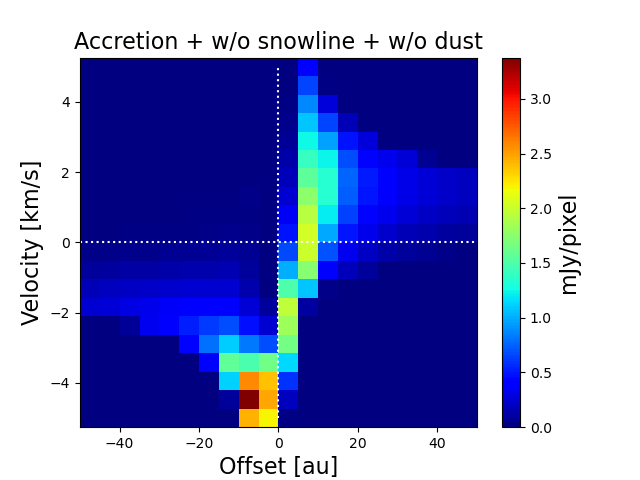 Accretion + w/o snowline + w/o dust
Velocity [km/s]
4
2
0
−2
−4
−40 −20 0 20 40
Offset [au]
3.0
2.5
2.0
1.5
1.0
0.5
0.0
mJy/pixel